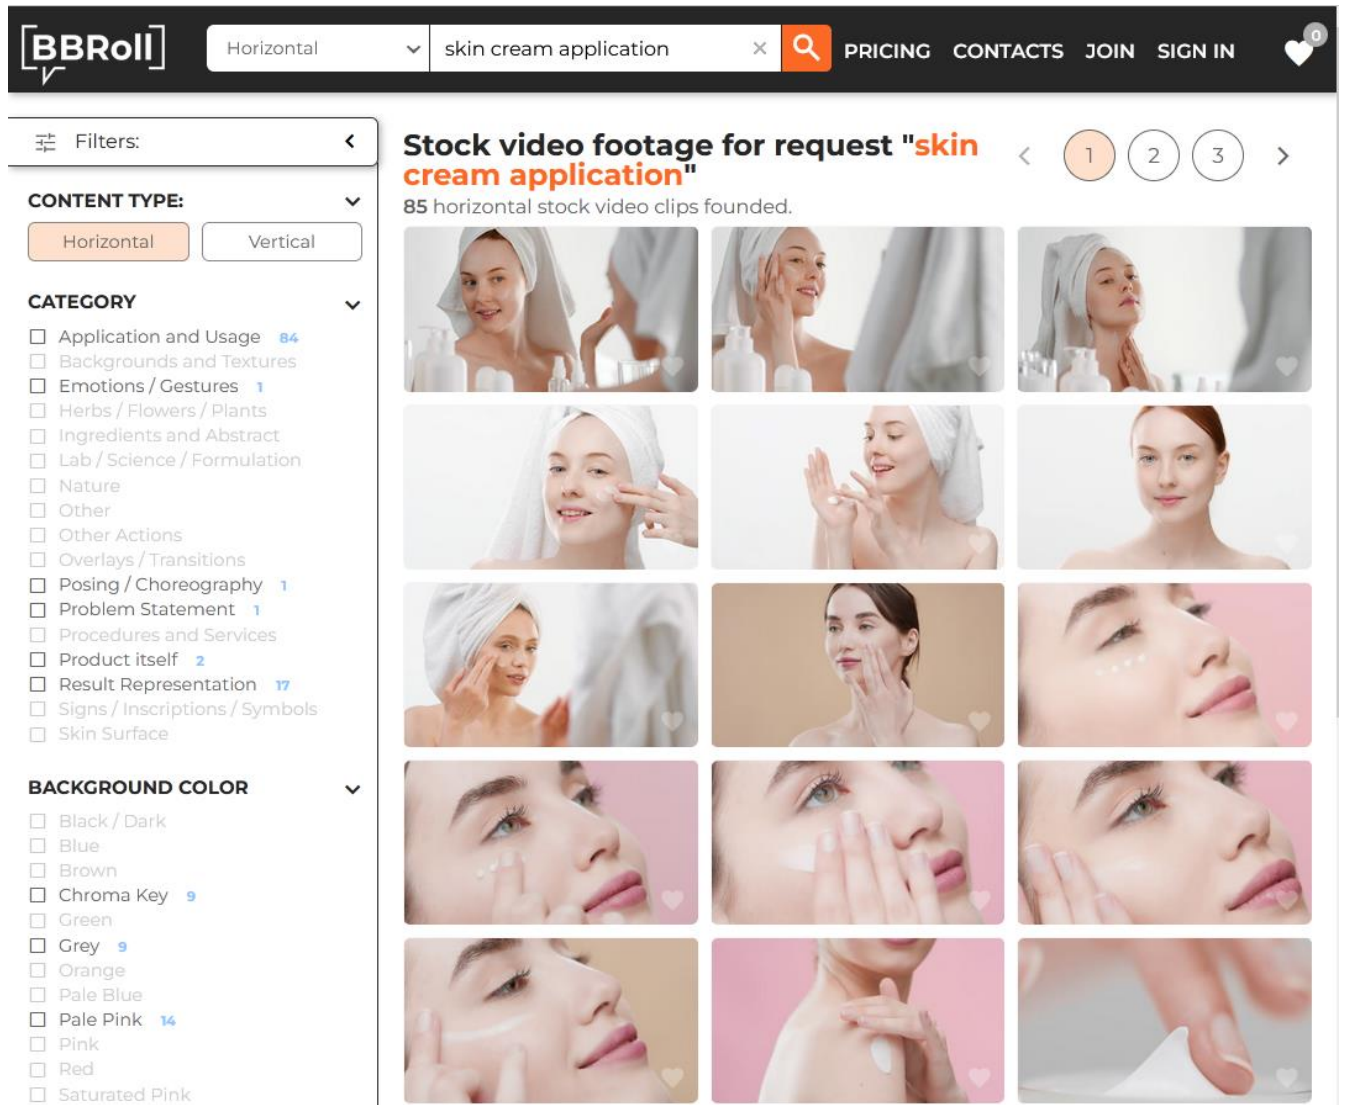 BBRoll
Horizontal
skin cream application
PRICING CONTACTS JOIN SIGN IN
0
Filters:
CONTENT TYPE:
Horizontal
Vertical
CATEGORY
Application and Usage 84
Backgrounds and Textures
Emotions / Gestures 1
Herbs / Flowers / Plants
Ingredients and Abstract
Lab / Science / Formulation
Nature
Other
Other Actions
Overlays / Transitions
Posing / Choreography 1
Problem Statement 1
Procedures and Services
Product itself 2
Result Representation 17
Signs / Inscriptions / Symbols
Skin Surface
BACKGROUND COLOR
Black / Dark
Blue
Brown
Chroma Key 9
Green
Grey 9
Orange
Pale Blue
Pale Pink 14
Pink
Red
Saturated Pink
Stock video footage for request "skin
cream application"
85 horizontal stock video clips founded.
1 2 3